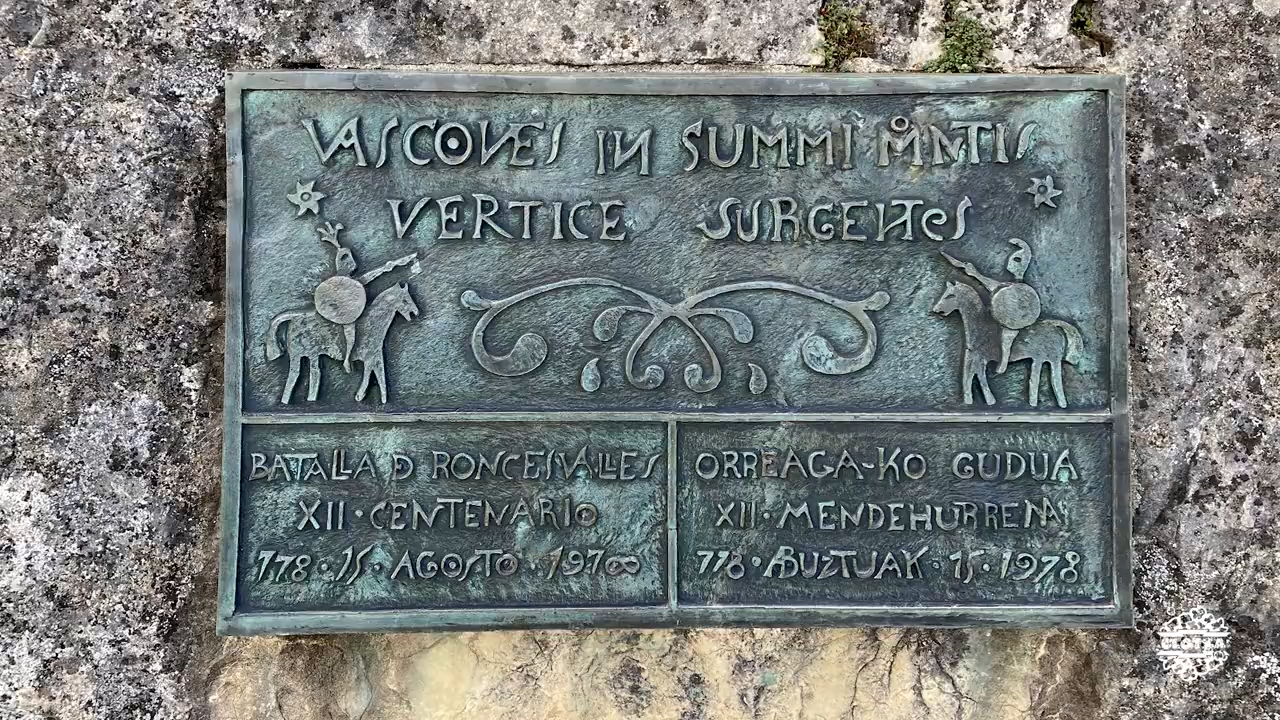 VASCONES IN SUMMI MONTIS
VERTICE SURGENTES
BATALLA D RONCESVALLES
XII·CENTENARIO
778·15·AGOSTO·1978
ORREAGA-KO GUDUA
XII·MENDEHURRENA
778·ABUZTUAK·15·1978